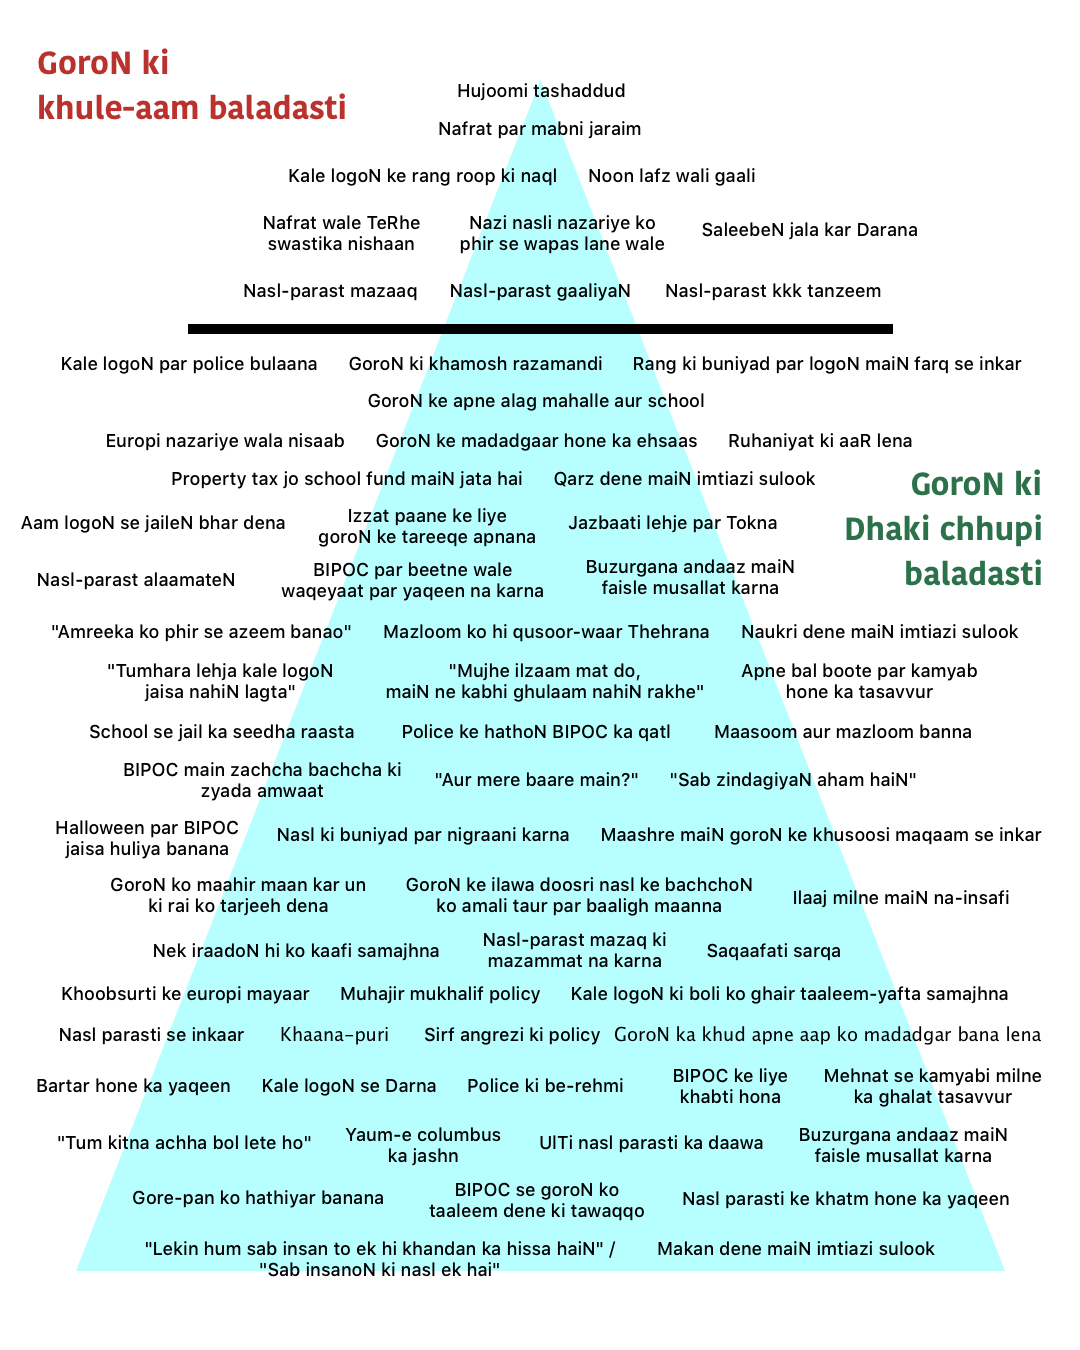 GoroN ki
khule-aam baladasti
Hujoomi tashaddud
Nafrat par mabni jaraim
Kale logoN ke rang roop ki naql
Noon lafz wali gaali
Nafrat wale TeRhe
swastika nishaan
Nazi nasli nazariye ko
phir se wapas lane wale
SaleebeN jala kar Darana
Nasl-parast mazaaq
Nasl-parast gaaliyaN
Nasl-parast kkk tanzeem
Kale logoN par police bulaana
GoroN ki khamosh razamandi
Rang ki buniyad par logoN maiN farq se inkar
GoroN ke apne alag mahalle aur school
Europi nazariye wala nisaab
GoroN ke madadgaar hone ka ehsaas
Ruhaniyat ki aaR lena
Property tax jo school fund maiN jata hai
Qarz dene maiN imtiazi sulook
GoroN ki
Dhaki chhupi
baladasti
Aam logoN se jaileN bhar dena
Izzat paane ke liye
goroN ke tareeqe apnana
Jazbaati lehje par Tokna
Nasl-parast alaamateN
BIPOC par beetne wale
waqeyaat par yaqeen na karna
Buzurgana andaaz maiN
faisle musallat karna
"Amreeka ko phir se azeem banao"
Mazloom ko hi qusoor-waar Thehrana
Naukri dene maiN imtiazi sulook
"Tumhara lehja kale logoN
jaisa nahiN lagta"
"Mujhe ilzaam mat do,
maiN ne kabhi ghulaam nahiN rakhe"
Apne bal boote par kamyab
hone ka tasavvur
School se jail ka seedha raasta
Police ke hathoN BIPOC ka qatl
Maasoom aur mazloom banna
BIPOC main zachcha bachcha ki
zyada amwaat
"Aur mere baare main?"
"Sab zindagiyaN aham haiN"
Halloween par BIPOC
jaisa huliya banana
Nasl ki buniyad par nigraani karna
Maashre maiN goroN ke khusoosi maqaam se inkar
GoroN ko maahir maan kar un
ki rai ko tarjeeh dena
GoroN ke ilawa doosri nasl ke bachchoN
ko amali taur par baaligh maanna
Ilaaj milne maiN na-insafi
Nek iraadoN hi ko kaafi samajhna
Nasl-parast mazaq ki
mazammat na karna
Saqaafati sarqa
Khoobsurti ke europi mayaar
Muhajir mukhalif policy
Kale logoN ki boli ko ghair taaleem-yafta samajhna
Nasl parasti se inkaar
Khaana-puri
Sirf angrezi ki policy
GoroN ka khud apne aap ko madadgar bana lena
Bartar hone ka yaqeen
Kale logoN se Darna
Police ki be-rehmi
BIPOC ke liye
khabti hona
Mehnat se kamyabi milne
ka ghalat tasavvur
"Tum kitna achha bol lete ho"
Yaum-e columbus
ka jashn
UlTi nasl parasti ka daawa
Buzurgana andaaz maiN
faisle musallat karna
Gore-pan ko hathiyar banana
BIPOC se goroN ko
taaleem dene ki tawaqqo
Nasl parasti ke khatm hone ka yaqeen
"Lekin hum sab insan to ek hi khandan ka hissa haiN" /
"Sab insanoN ki nasl ek hai"
Makan dene maiN imtiazi sulook